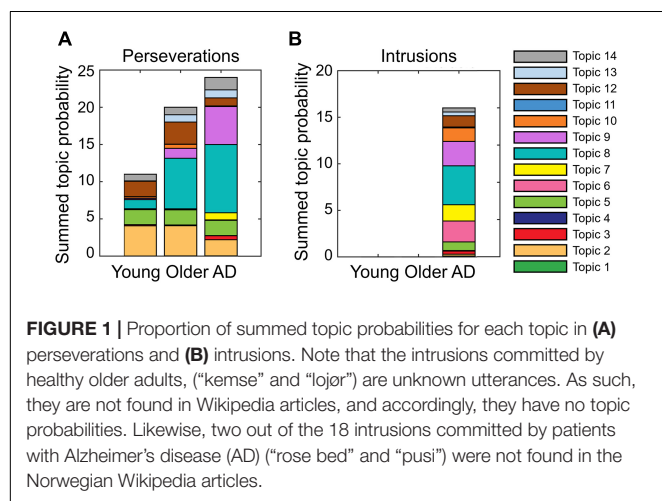 A
B
Perseverations
Intrusions
Summed topic probability
25
20
15
10
5
0
Young Older AD
Summed topic probability
20
15
10
5
0
Young Older AD
Topic 14
Topic 13
Topic 12
Topic 11
Topic 10
Topic 9
Topic 8
Topic 7
Topic 6
Topic 5
Topic 4
Topic 3
Topic 2
Topic 1
FIGURE 1 | Proportion of summed topic probabilities for each topic in (A)
perseverations and (B) intrusions. Note that the intrusions committed by
healthy older adults, (“kemse” and “lojør”) are unknown utterances. As such,
they are not found in Wikipedia articles, and accordingly, they have no topic
probabilities. Likewise, two out of the 18 intrusions committed by patients
with Alzheimer’s disease (AD) (“rose bed” and “pusi”) were not found in the
Norwegian Wikipedia articles.